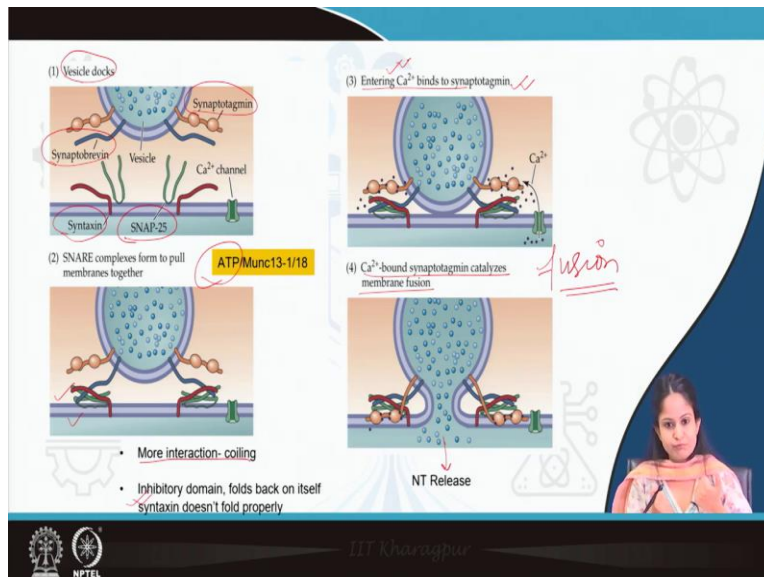 (1) Vesicle docks
Synaptotagmin
Synaptobrevin
Vesicle
Ca2+ channel
Syntaxin
SNAP-25
(2) SNARE complexes form to pull
membranes together
ATP/Munc13-1/18
• More interaction- coiling
• Inhibitory domain, folds back on itself
syntaxin doesn't fold properly
(3) Entering Ca2+ binds to synaptotagmin,
Ca2+
(4) Ca2+-bound synaptotagmin catalyzes
membrane fusion
fusion
NT Release
NPTEL
IIT Kharagpur